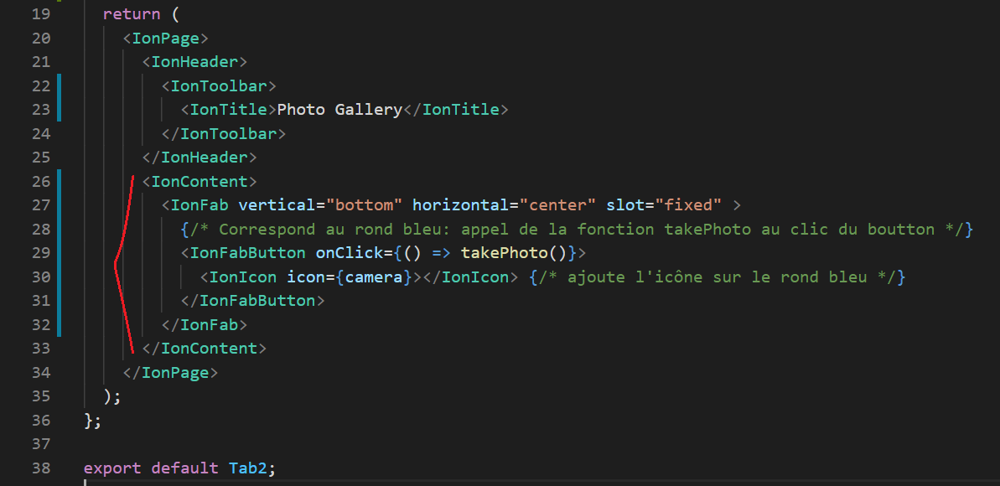 19 return (
20 <IonPage>
21 <IonHeader>
22 <IonToolbar>
23 <IonTitle>Photo Gallery</IonTitle>
24 </IonToolbar>
25 </IonHeader>
26 <IonContent>
27 <IonFab vertical="bottom" horizontal="center" slot="fixed" >
28 {/* Correspond au rond bleu: appel de la fonction takePhoto au clic du boutton */}
29 <IonFabButton onClick={() => takePhoto()}>
30 <IonIcon icon={camera}></IonIcon> {/* ajoute l'icône sur le rond bleu */}
31 </IonFabButton>
32 </IonFab>
33 </IonContent>
34 </IonPage>
35 );
36 };
37
38 export default Tab2;